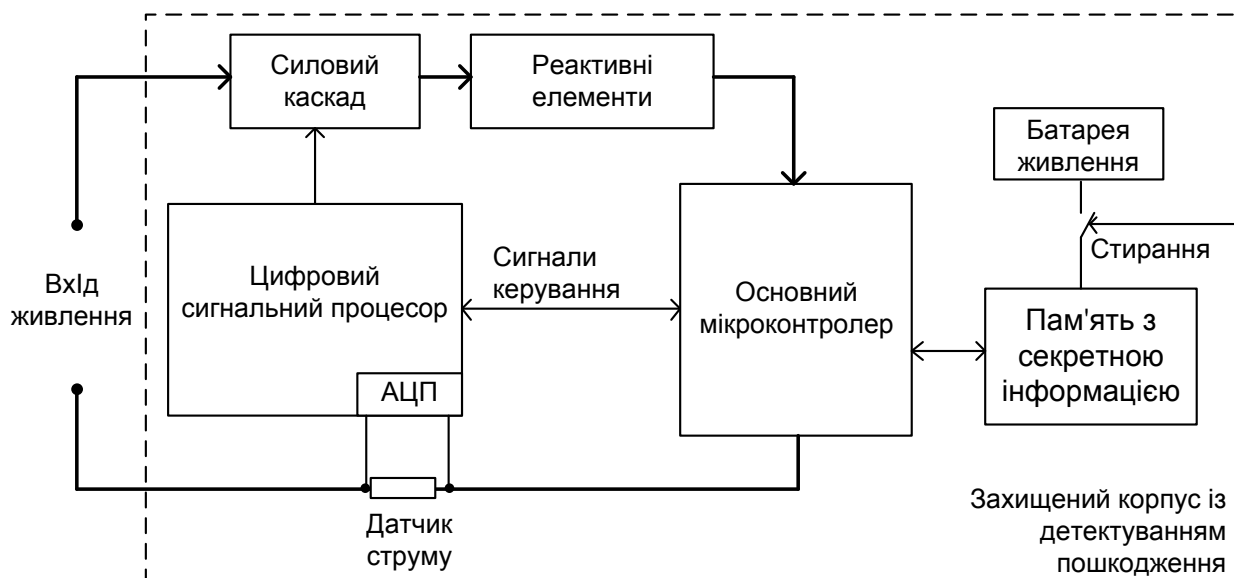 Силовий
каскад
Реактивні
елементи
Батарея
живлення
Стирання
ВхІд
живлення
Цифровий
сигнальний процесор
Сигнали
керування
Основний
мікроконтролер
Пам'ять з
секретною
інформацією
АЦП
Датчик
струму
Захищений корпус із
детектуванням
пошкодження